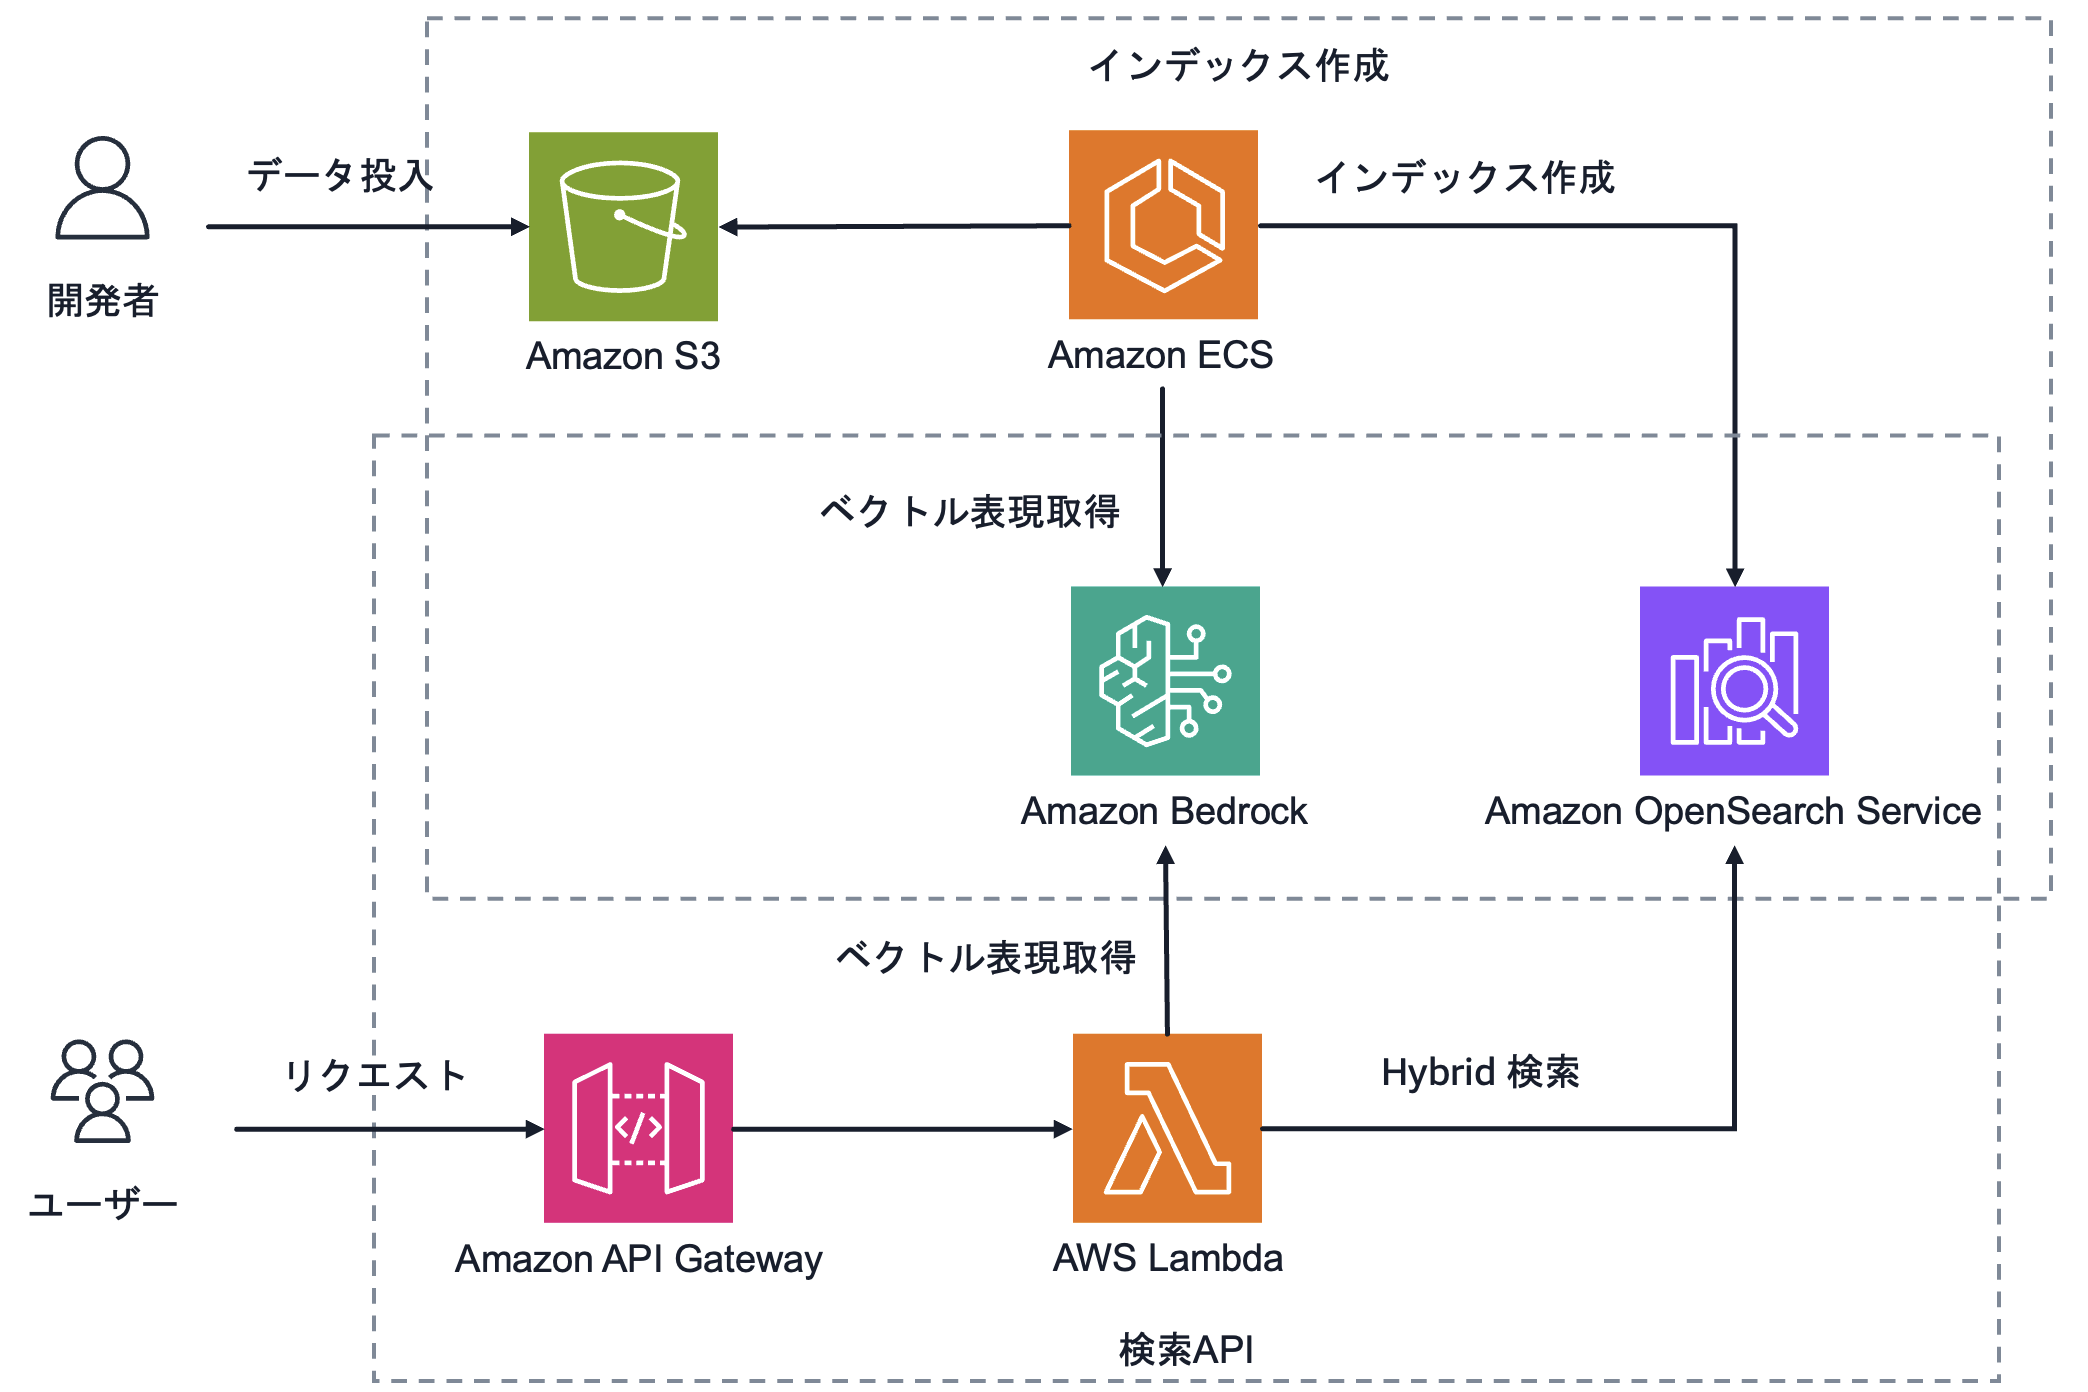 インデックス作成
データ投入
インデックス作成
開発者
Amazon S3
Amazon ECS
ベクトル表現取得
Amazon Bedrock
Amazon OpenSearch Service
ベクトル表現取得
リクエスト
Hybrid 検索
ユーザー
Amazon API Gateway
AWS Lambda
検索API